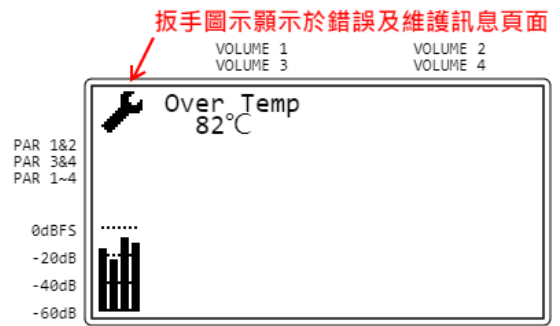 扳手圖示顯示於錯誤及維護訊息頁面
VOLUME 1 VOLUME 2
VOLUME 3 VOLUME 4
Over Temp
82℃
PAR 1&2
PAR 3&4
PAR 1~4
0dBFS
-20dB
-40dB
-60dB